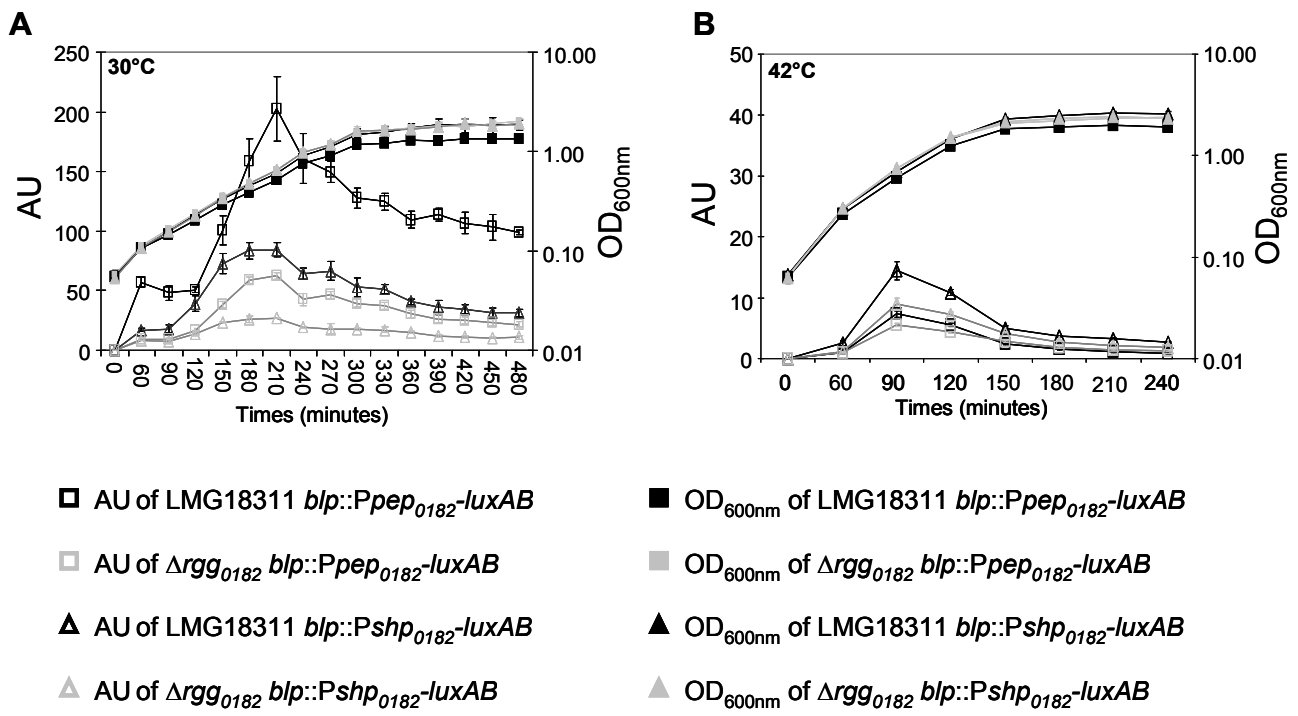 A
B
250
200
150
100
50
0
AU
30°C
10.00
1.00
0.10
0.01
OD600nm
0 60 90 120 150 180 210 240 270 300 330 360 390 420 450 480
Times (minutes)
50
40
30
20
10
0
AU
42°C
10.00
1.00
0.10
0.01
OD600nm
0 60 90 120 150 180 210 240
Times (minutes)
AU of LMG18311 blp::Ppep0182-luxAB
OD600nm of LMG18311 blp::Ppep0182-luxAB
AU of Δrgg0182 blp::Ppep0182-luxAB
OD600nm of Δrgg0182 blp::Ppep0182-luxAB
AU of LMG18311 blp::Pshp0182-luxAB
OD600nm of LMG18311 blp::Pshp0182-luxAB
AU of Δrgg0182 blp::Pshp0182-luxAB
OD600nm of Δrgg0182 blp::Pshp0182-luxAB